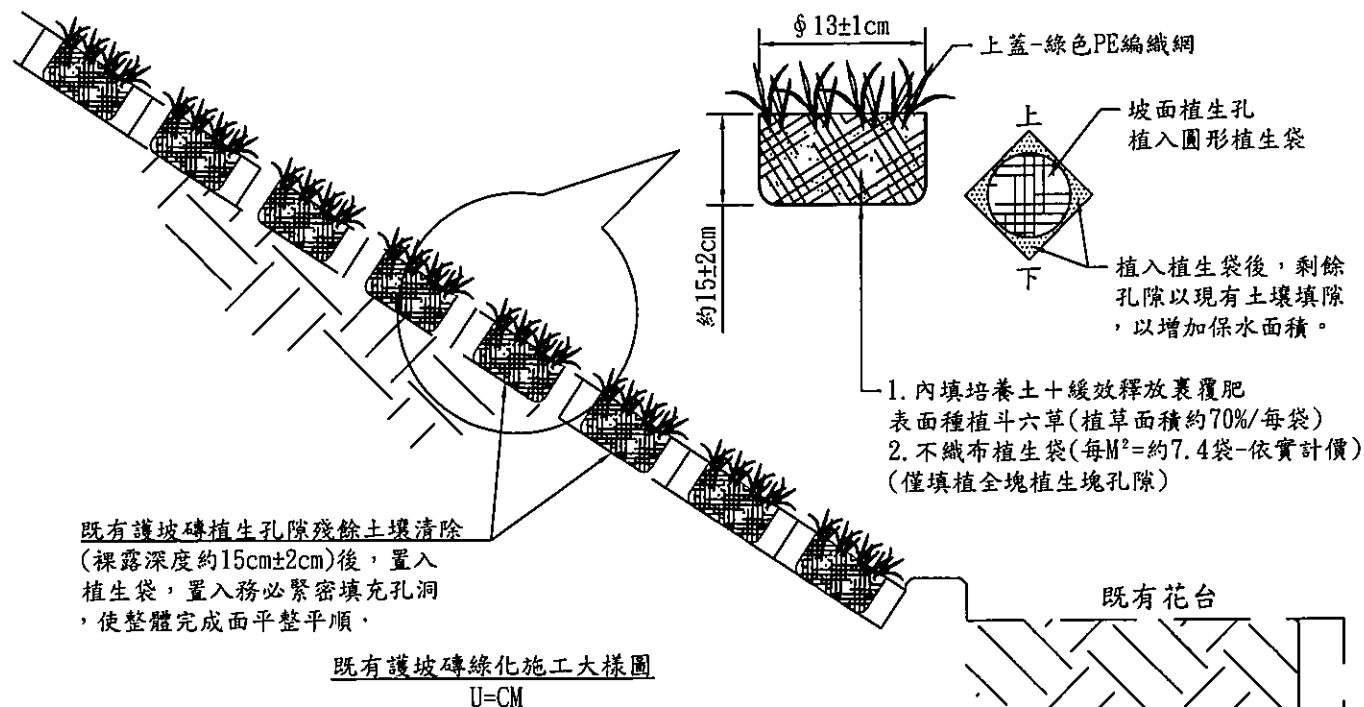 ∮13±1cm
上蓋-綠色PE編織網
約15±2cm
上
下
坡面植生孔
植入圓形植生袋
植入植生袋後，剩餘
孔隙以現有土壤填隙
，以增加保水面積。
1.內填培養土＋緩效釋放裹覆肥
表面種植斗六草(植草面積約70%/每袋)
2.不織布植生袋(每M²=約7.4袋-依實計價)
(僅填植全塊植生塊孔隙)
既有護坡磚植生孔隙殘餘土壤清除
(裸露深度約15cm±2cm)後，置入
植生袋，置入務必緊密填充孔洞
，使整體完成面平整平順．
既有花台
既有護坡磚綠化施工大樣圖
U=CM